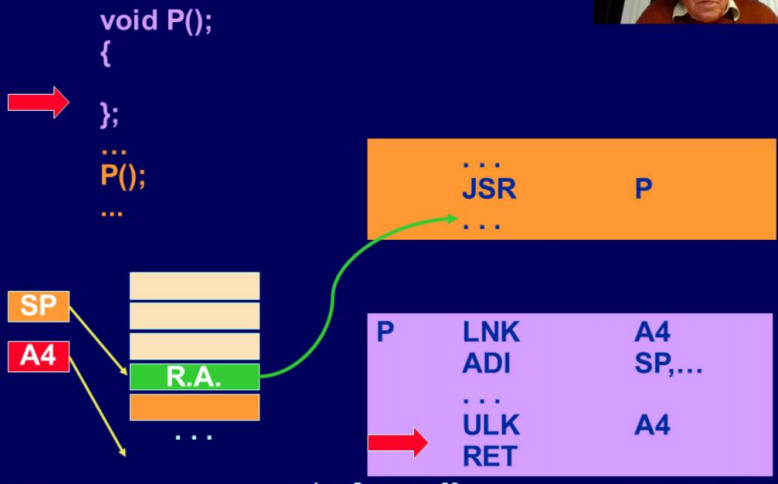 void P();
{
};
...
P();
...
. . .
JSR P
. . .
SP
A4
R.A.
. . .
P LNK A4
ADI SP,...
. . .
ULK A4
RET